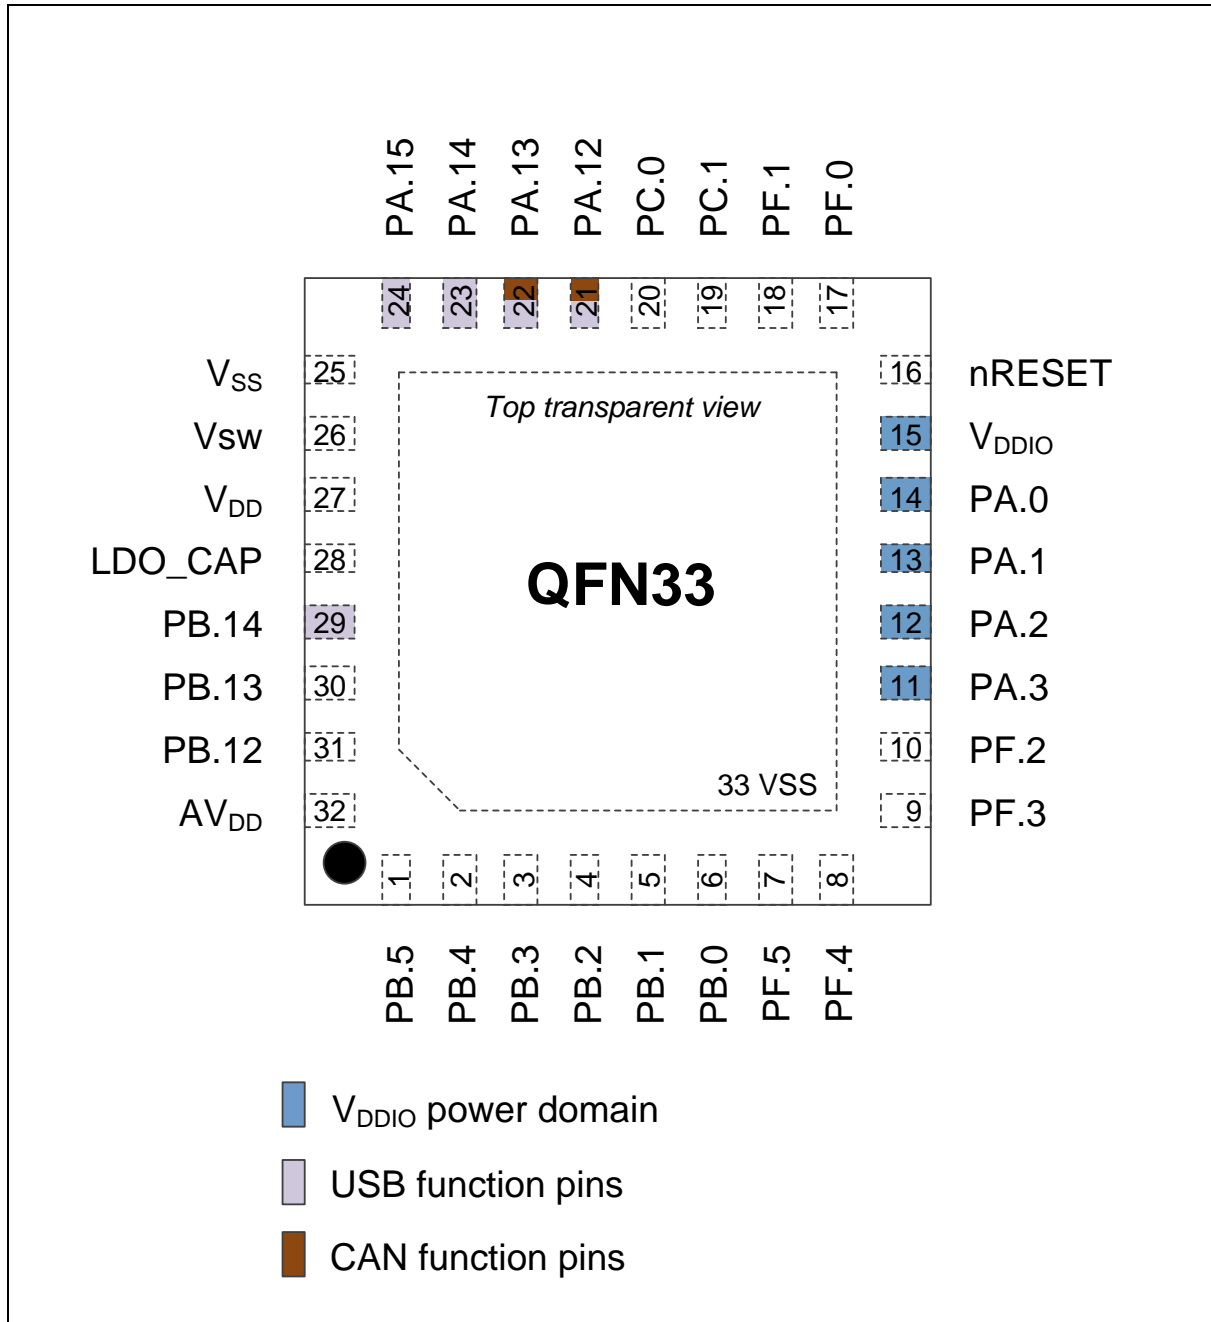 PA.15 PA.14 PA.13 PA.12 PC.0 PC.1 PF.1 PF.0
24 23 22 21 20 19 18 17
VSS 25 16 nRESET
Top transparent view
Vsw 26 15 VDDIO
VDD 27 14 PA.0
LDO_CAP 28 13 PA.1
QFN33
PB.14 29 12 PA.2
PB.13 30 11 PA.3
PB.12 31 10 PF.2
33 VSS
AVDD 32 9 PF.3
1 2 3 4 5 6 7 8
PB.5 PB.4 PB.3 PB.2 PB.1 PB.0 PF.5 PF.4
VDDIO power domain
USB function pins
CAN function pins